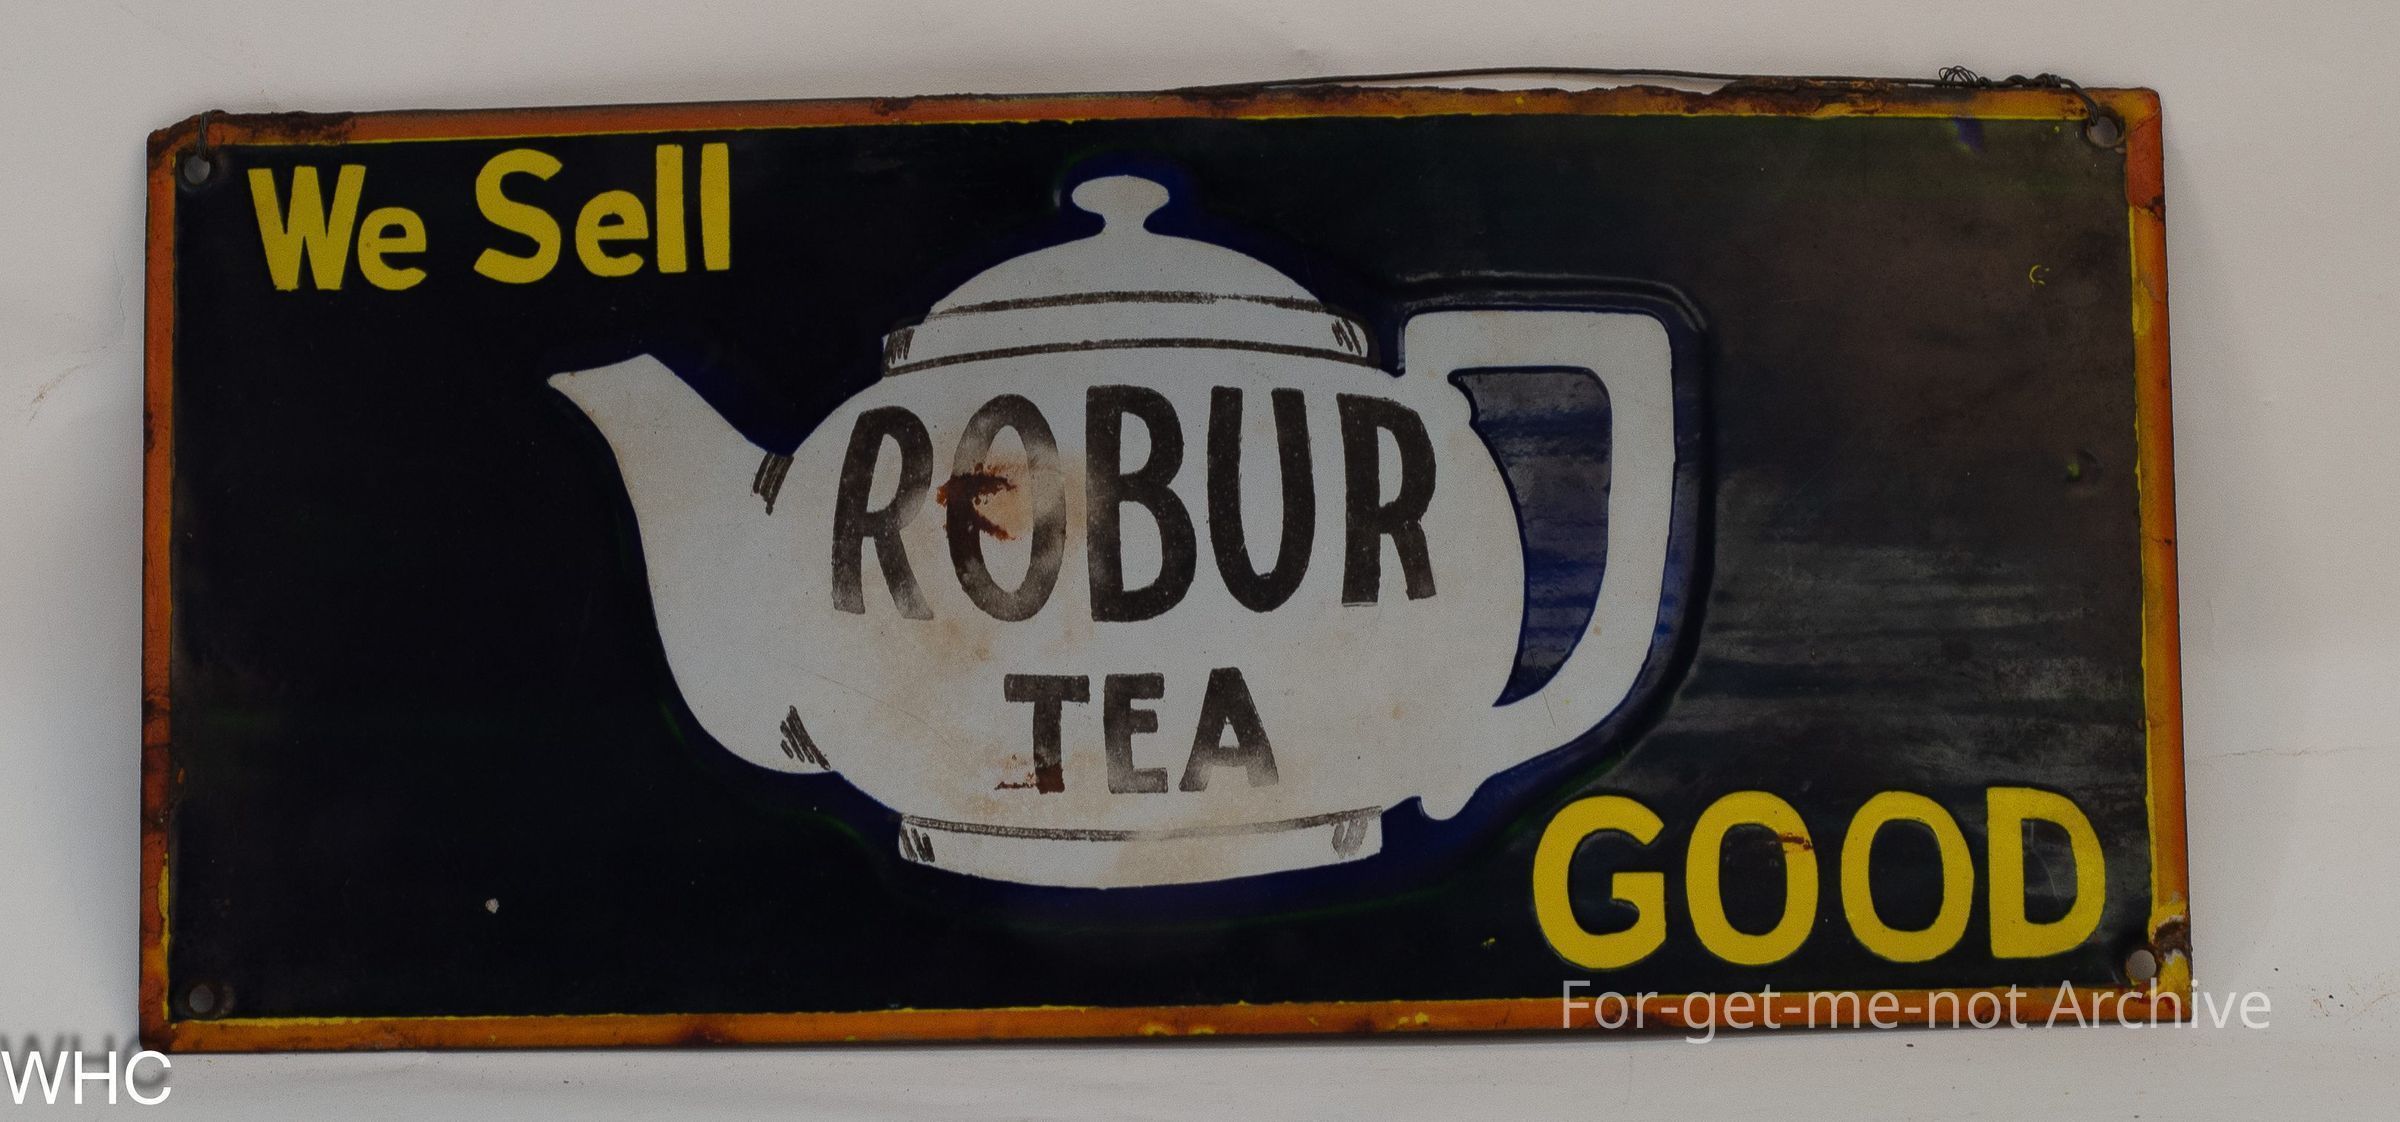 We Sell
ROBUR
TEA
GOOD
For-get-me-not Archive
WHC